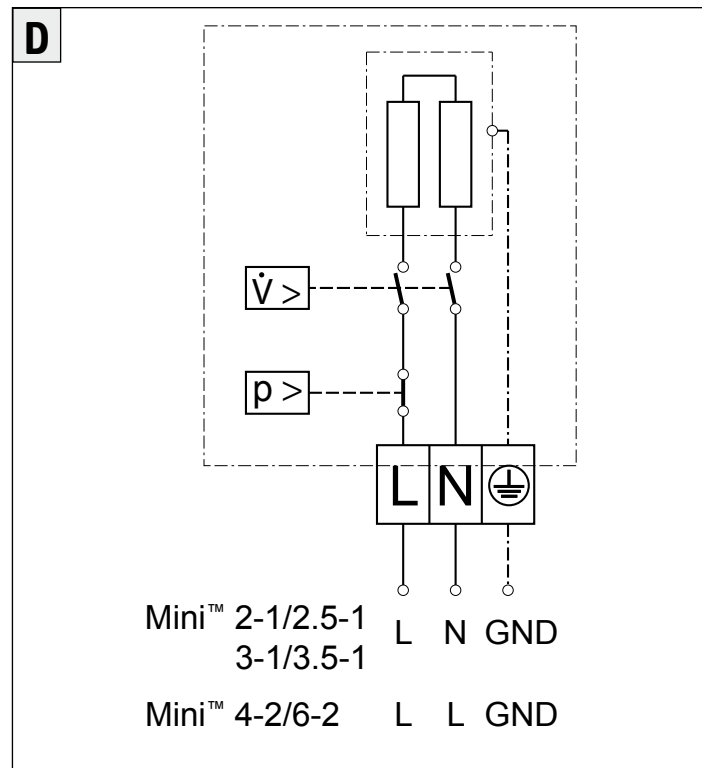 D
V̇ >
p >
L N
Mini™ 2-1/2.5-1 L N GND
3-1/3.5-1
Mini™ 4-2/6-2 L L GND